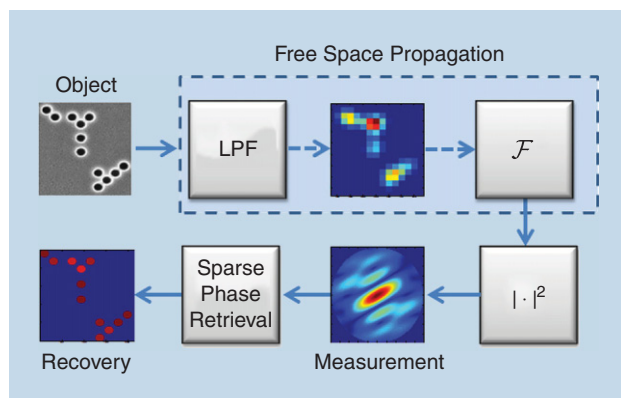 Free Space Propagation
Object
LPF
ℱ
Sparse
Phase
Retrieval
| · |²
Recovery
Measurement